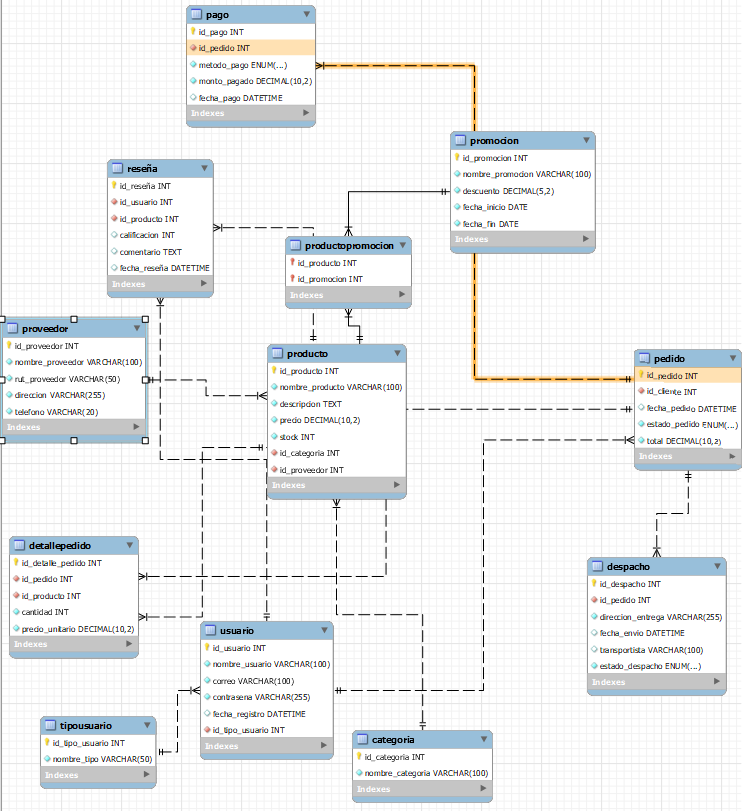 pago
id_pago INT
id_pedido INT
metodo_pago ENUM(...)
monto_pagado DECIMAL(10,2)
fecha_pago DATETIME
Indexes
promocion
id_promocion INT
nombre_promocion VARCHAR(100)
descuento DECIMAL(5,2)
fecha_inicio DATE
fecha_fin DATE
Indexes
reseña
id_reseña INT
id_usuario INT
id_producto INT
calificacion INT
comentario TEXT
fecha_reseña DATETIME
Indexes
productopromocion
id_producto INT
id_promocion INT
Indexes
proveedor
id_proveedor INT
nombre_proveedor VARCHAR(100)
rut_proveedor VARCHAR(50)
direccion VARCHAR(255)
telefono VARCHAR(20)
Indexes
producto
id_producto INT
nombre_producto VARCHAR(100)
descripcion TEXT
precio DECIMAL(10,2)
stock INT
id_categoria INT
id_proveedor INT
Indexes
pedido
id_pedido INT
id_cliente INT
fecha_pedido DATETIME
estado_pedido ENUM(...)
total DECIMAL(10,2)
Indexes
detallepedido
id_detalle_pedido INT
id_pedido INT
id_producto INT
cantidad INT
precio_unitario DECIMAL(10,2)
Indexes
despacho
id_despacho INT
id_pedido INT
direccion_entrega VARCHAR(255)
fecha_envio DATETIME
transportista VARCHAR(100)
estado_despacho ENUM(...)
Indexes
usuario
id_usuario INT
nombre_usuario VARCHAR(100)
correo VARCHAR(100)
contrasena VARCHAR(255)
fecha_registro DATETIME
id_tipo_usuario INT
Indexes
tipousuario
id_tipo_usuario INT
nombre_tipo VARCHAR(50)
Indexes
categoria
id_categoria INT
nombre_categoria VARCHAR(100)
Indexes